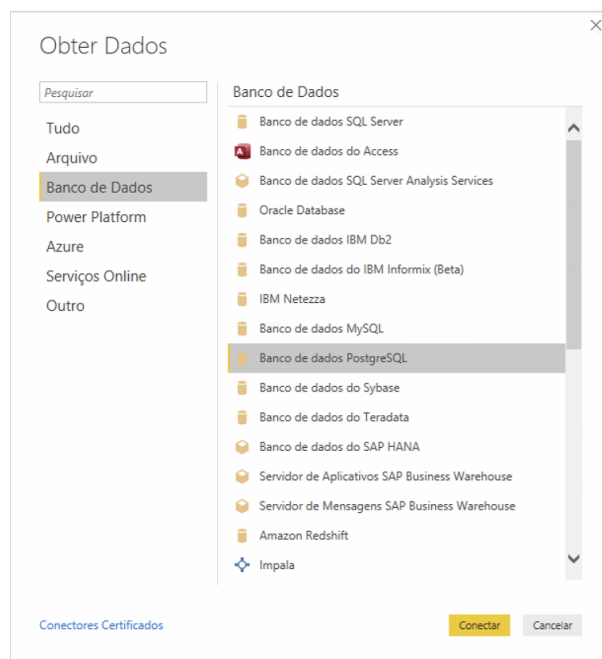 Obter Dados
Pesquisar
Tudo
Arquivo
Banco de Dados
Power Platform
Azure
Serviços Online
Outro
Banco de Dados
Banco de dados SQL Server
Banco de dados do Access
Banco de dados SQL Server Analysis Services
Oracle Database
Banco de dados IBM Db2
Banco de dados do IBM Informix (Beta)
IBM Netezza
Banco de dados MySQL
Banco de dados PostgreSQL
Banco de dados do Sybase
Banco de dados do Teradata
Banco de dados do SAP HANA
Servidor de Aplicativos SAP Business Warehouse
Servidor de Mensagens SAP Business Warehouse
Amazon Redshift
Impala
Conectores Certificados
Conectar
Cancelar